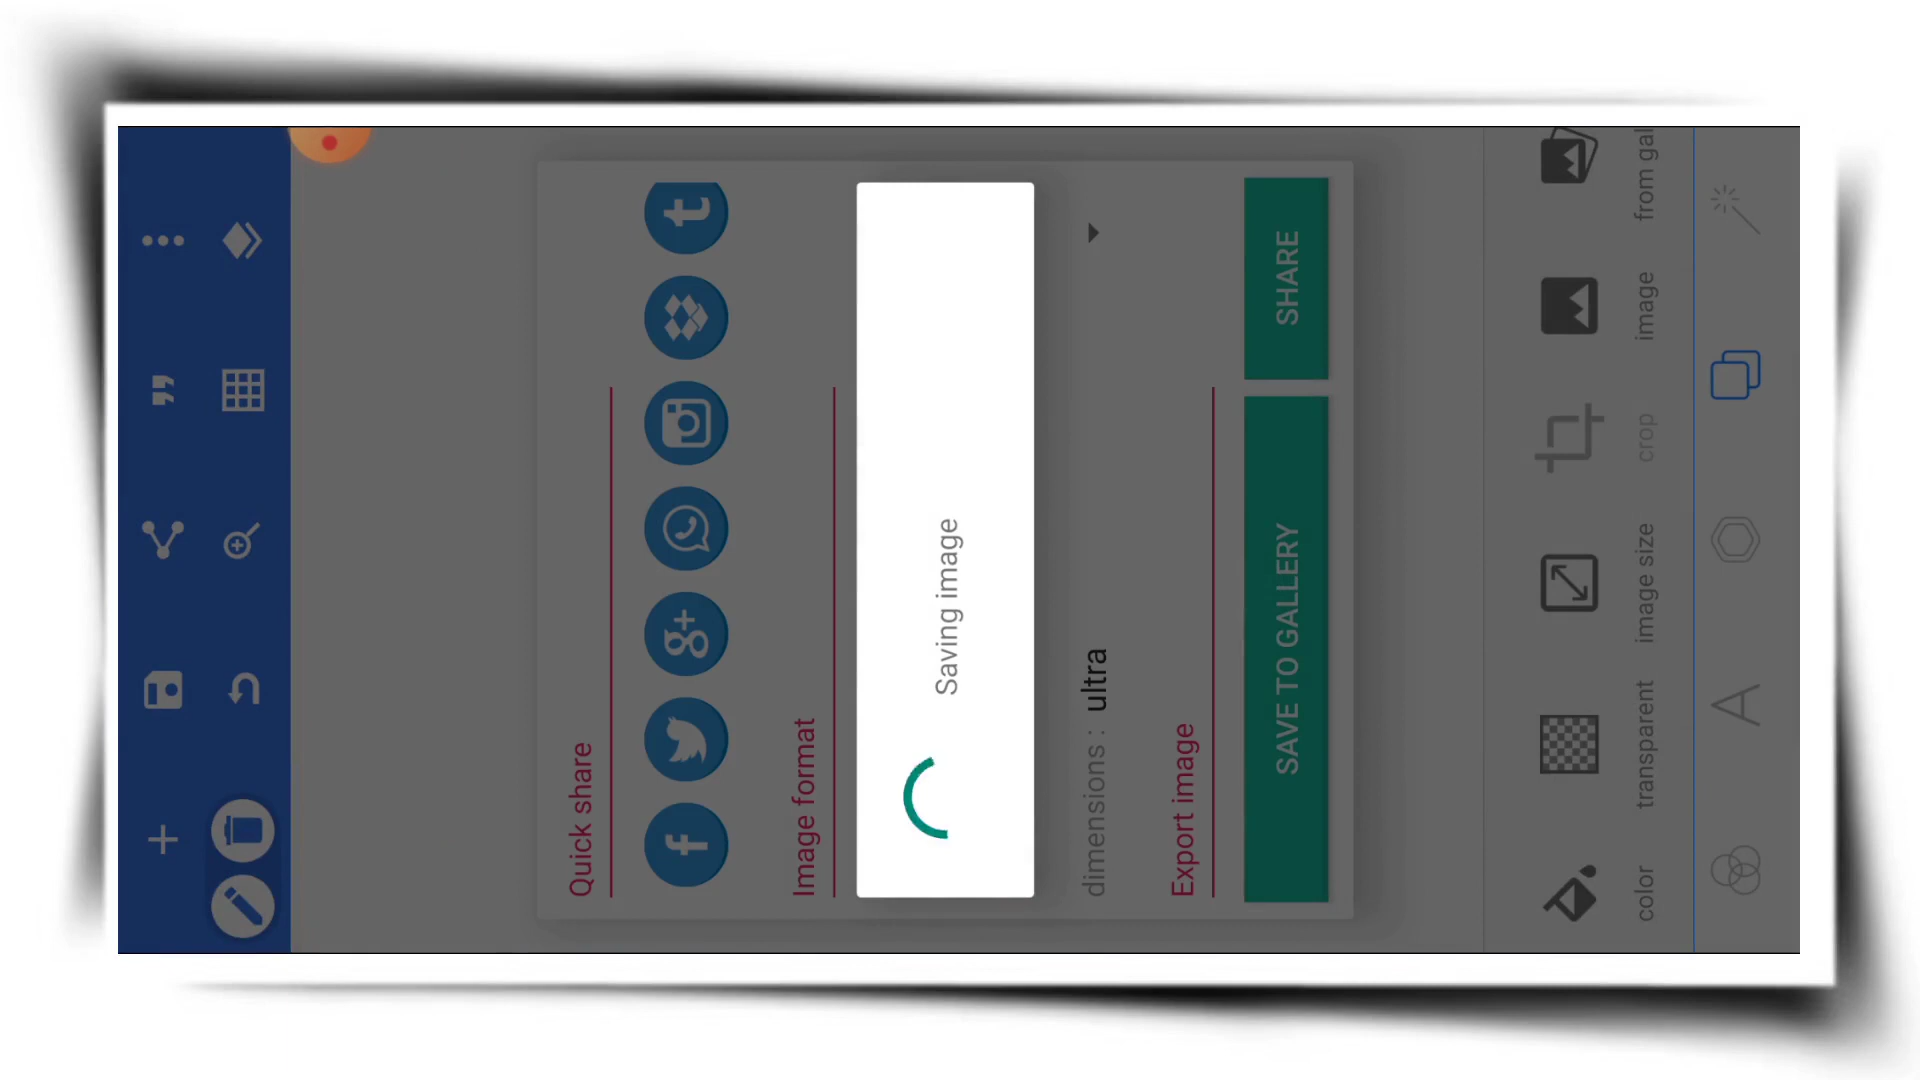 Quick share
Image format
Saving image
dimensions : ultra
Export image
SAVE TO GALLERY
SHARE
color
transparent
image size
crop
image
from gal